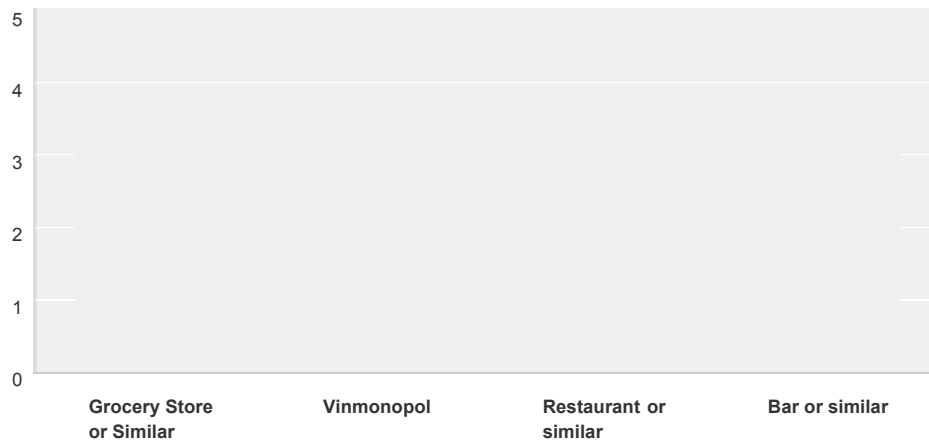 5
4
3
2
1
0
Grocery Store
or Similar
Vinmonopol
Restaurant or
similar
Bar or similar